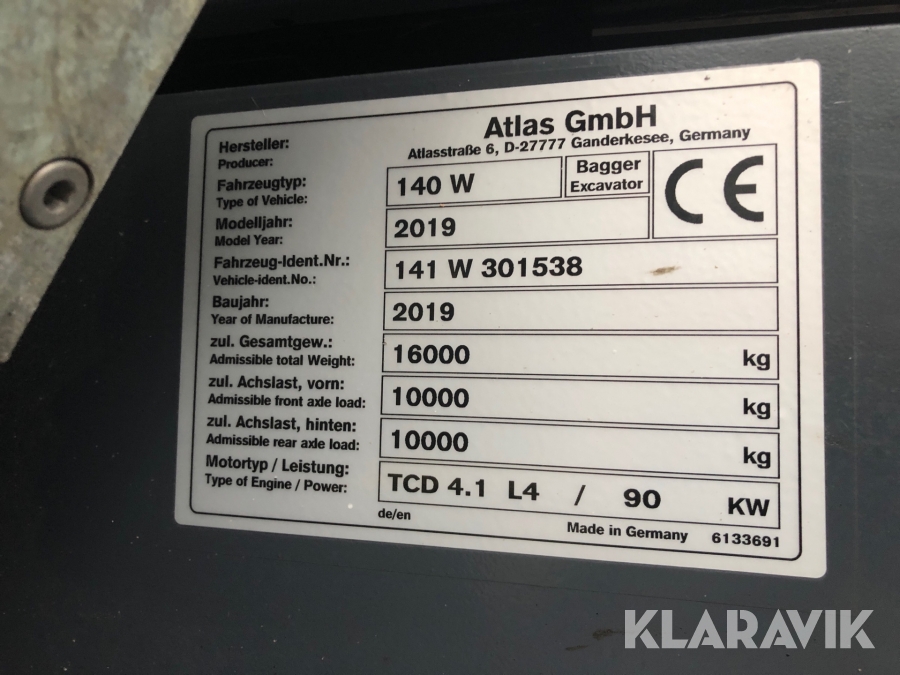 Atlas GmbH
Hersteller:
Producer:
Atlasstraße 6, D-27777 Ganderkesee, Germany
Fahrzeugtyp:
Type of Vehicle:
140 W
Bagger
Excavator
CE
Modelljahr:
Model Year:
2019
Fahrzeug-Ident.Nr.:
Vehicle-ident.No.:
141 W 301538
Baujahr:
Year of Manufacture:
2019
zul. Gesamtgew.:
Admissible total Weight:
16000 kg
zul. Achslast, vorn:
Admissible front axle load:
10000 kg
zul. Achslast, hinten:
Admissible rear axle load:
10000 kg
Motortyp / Leistung:
Type of Engine / Power:
TCD 4.1 L4 / 90 KW
de/en
Made in Germany 6133691
KLARAVIK